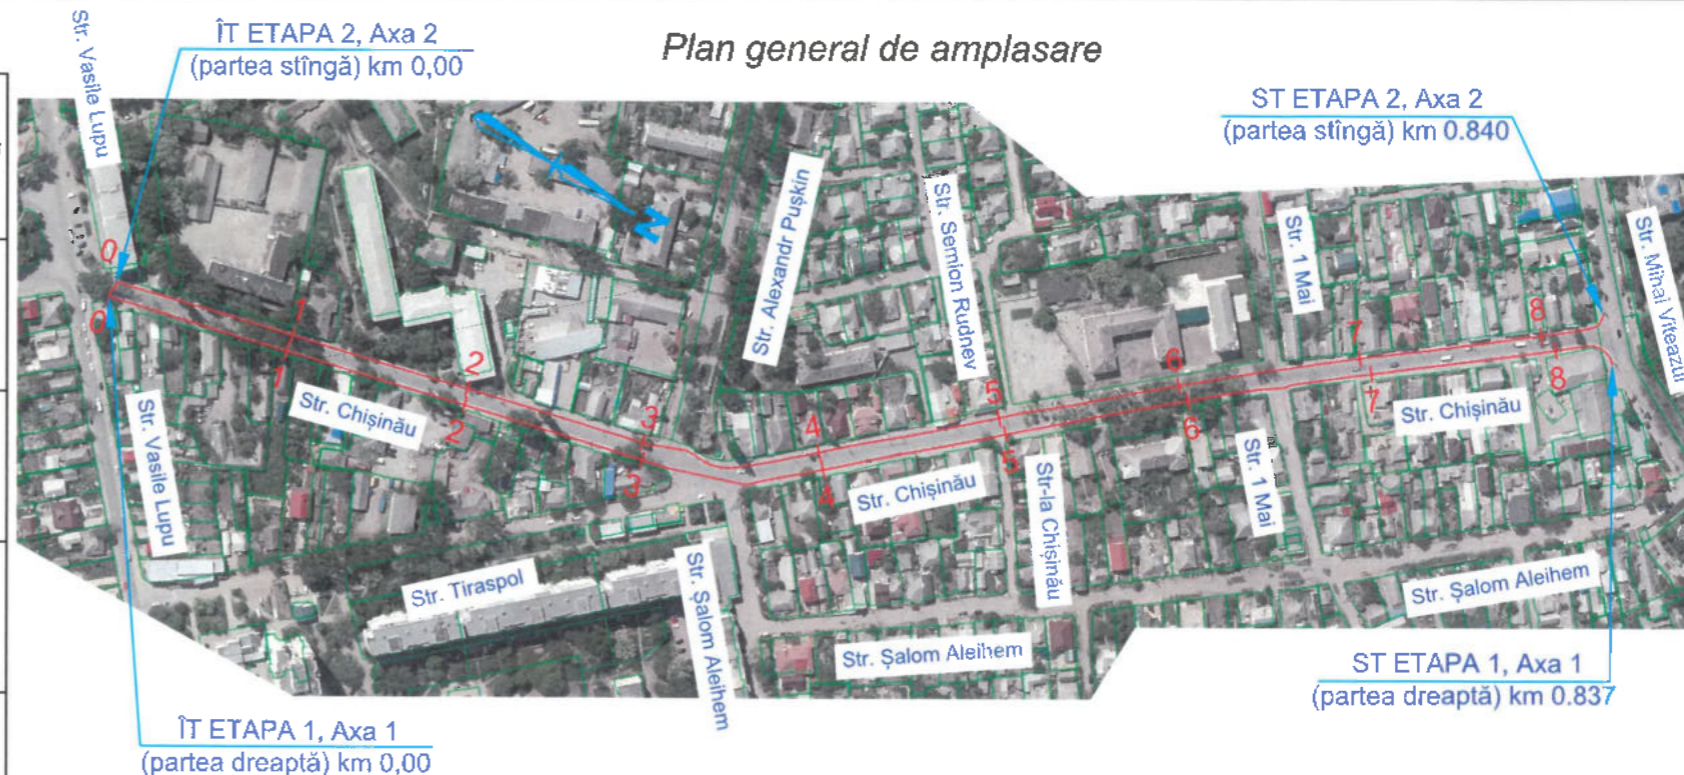 Plan general de amplasare
Str. Vasile Lupu
ÎT ETAPA 2, Axa 2
(partea stîngă) km 0,00
ST ETAPA 2, Axa 2
(partea stîngă) km 0.840
N
Str. Alexandr Pușkin
Str. Semion Rudnev
Str. 1 Mai
Str. Mihai Viteazul
0
0
1
1
2
2
3
3
4
4
5
5
6
6
7
7
8
8
Str. Vasile Lupu
Str. Chișinău
Str. Chișinău
Str. Chișinău
Str-la Chișinău
Str. 1 Mai
Str. Tiraspol
Str. Șalom Aleihem
Str. Șalom Aleihem
Str. Șalom Aleihem
ÎT ETAPA 1, Axa 1
(partea dreaptă) km 0,00
ST ETAPA 1, Axa 1
(partea dreaptă) km 0.837